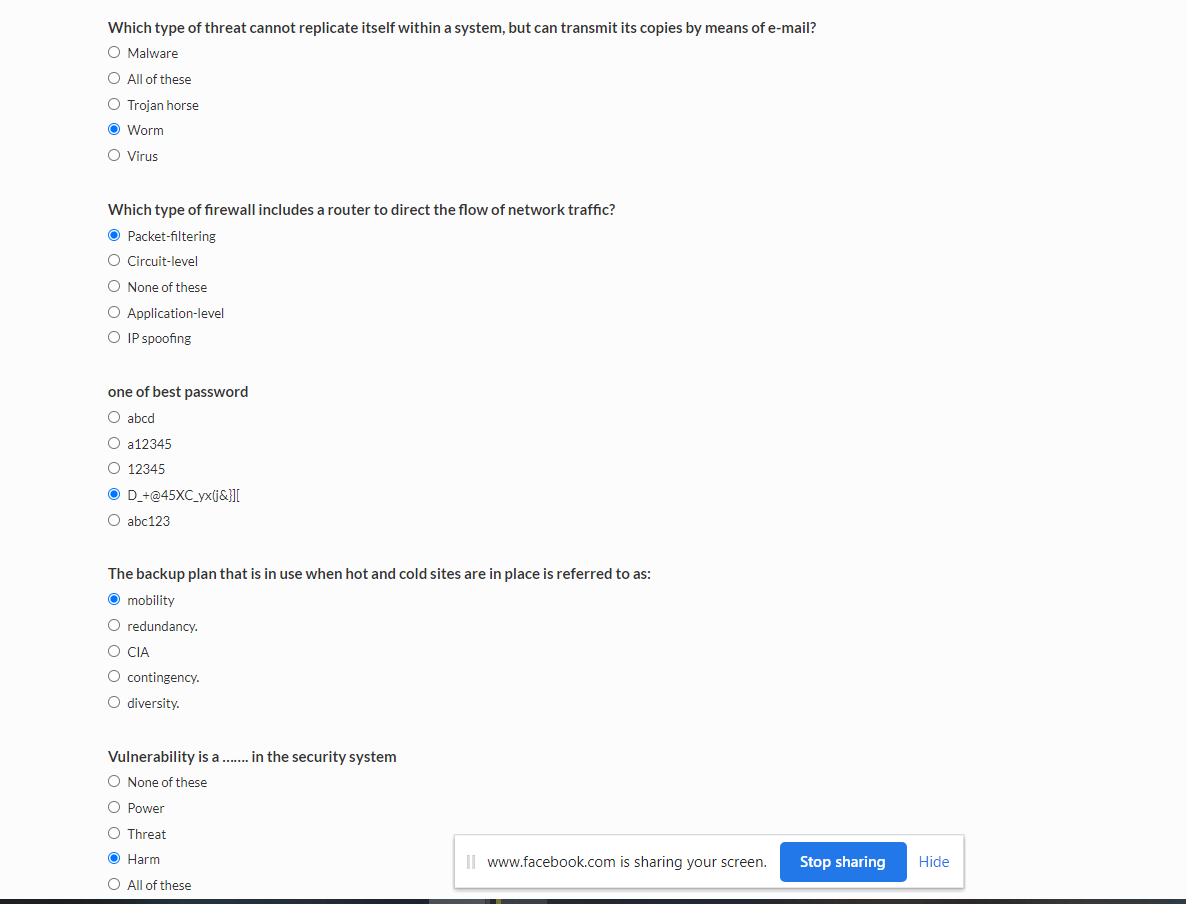 Which type of threat cannot replicate itself within a system, but can transmit its copies by means of e-mail?
Malware
All of these
Trojan horse
Worm
Virus
Which type of firewall includes a router to direct the flow of network traffic?
Packet-filtering
Circuit-level
None of these
Application-level
IP spoofing
one of best password
abcd
a12345
12345
D_+@45XC_yx(j&}][
abc123
The backup plan that is in use when hot and cold sites are in place is referred to as:
mobility
redundancy.
CIA
contingency.
diversity.
Vulnerability is a ....... in the security system
None of these
Power
Threat
Harm
All of these
www.facebook.com is sharing your screen. Stop sharing Hide